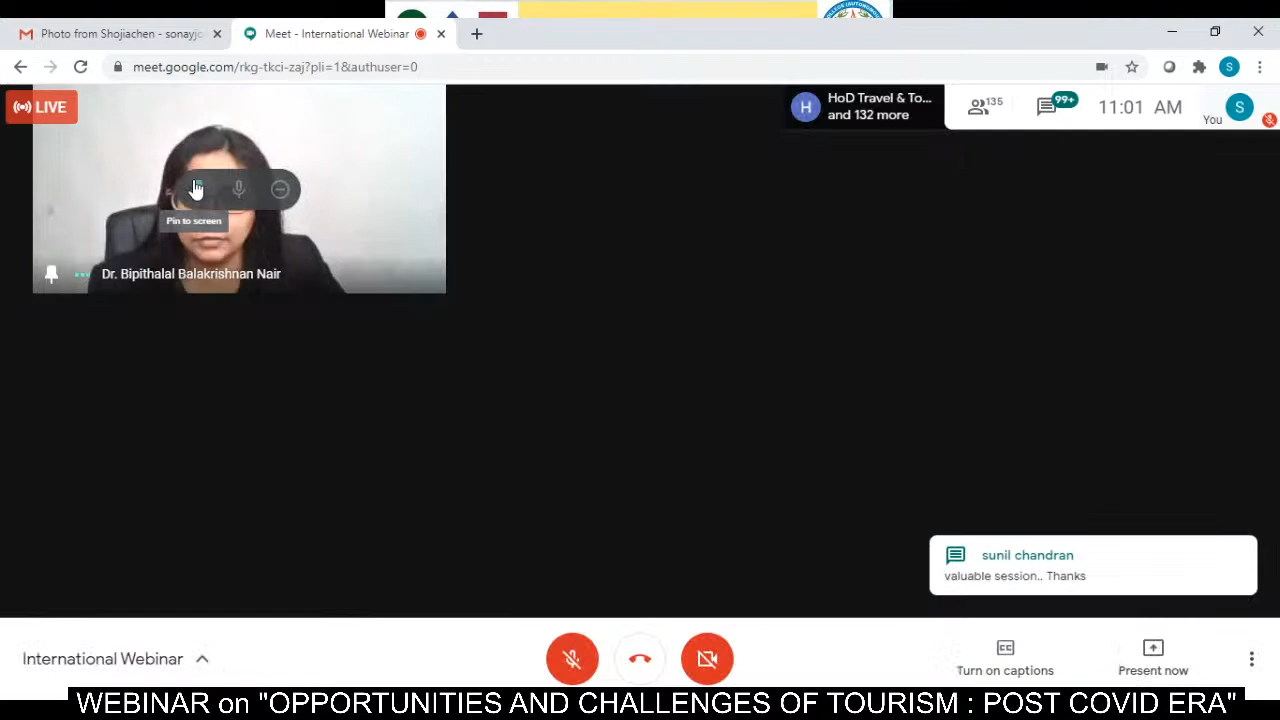 Photo from Shojiachen - sonayjo
Meet - International Webinar
meet.google.com/rkg-tkci-zaj?pli=1&authuser=0
S
LIVE
H
HoD Travel & To...
and 132 more
135
99+
11:01 AM
You
S
Pin to screen
Dr. Bipithalal Balakrishnan Nair
sunil chandran
valuable session.. Thanks
International Webinar
CC
Turn on captions
Present now
WEBINAR on "OPPORTUNITIES AND CHALLENGES OF TOURISM : POST COVID ERA"